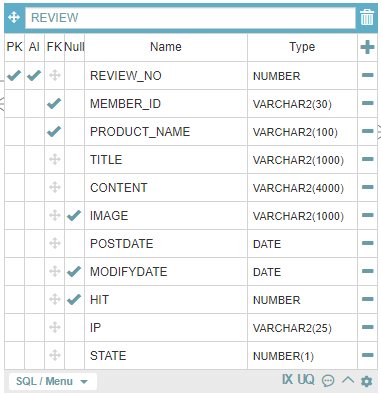 REVIEW
PK AI FK Null Name Type
REVIEW_NO NUMBER
MEMBER_ID VARCHAR2(30)
PRODUCT_NAME VARCHAR2(100)
TITLE VARCHAR2(1000)
CONTENT VARCHAR2(4000)
IMAGE VARCHAR2(1000)
POSTDATE DATE
MODIFYDATE DATE
HIT NUMBER
IP VARCHAR2(25)
STATE NUMBER(1)
SQL / Menu IX UQ